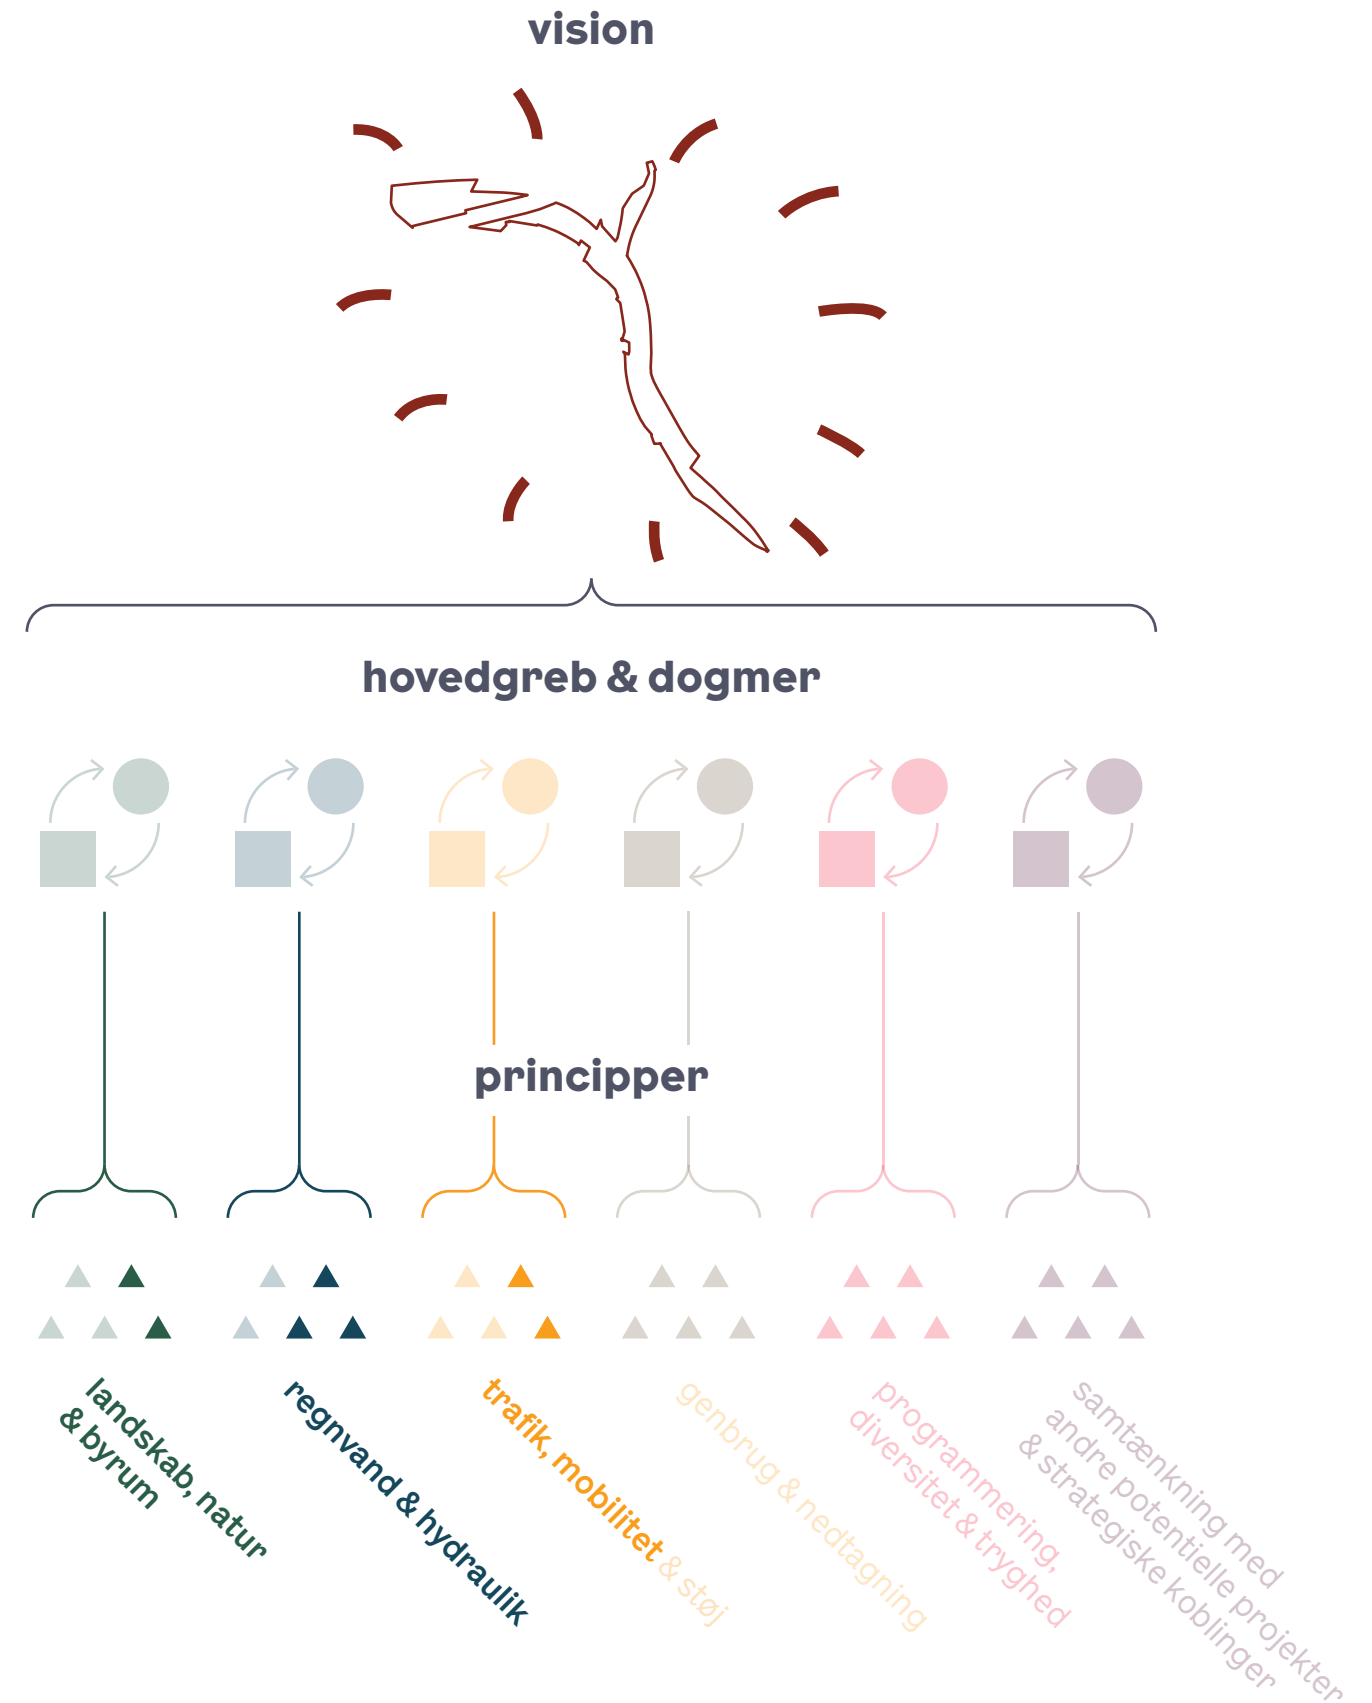 vision
hovedgreb & dogmer
principper
landskab, natur
& byrum
regnvand & hydraulik
trafik, mobilitet & støj
genbrug & nedtagning
programmering,
diversitet & tryghed
samtænkning med
andre potentielle projekter
& strategiske koblinger